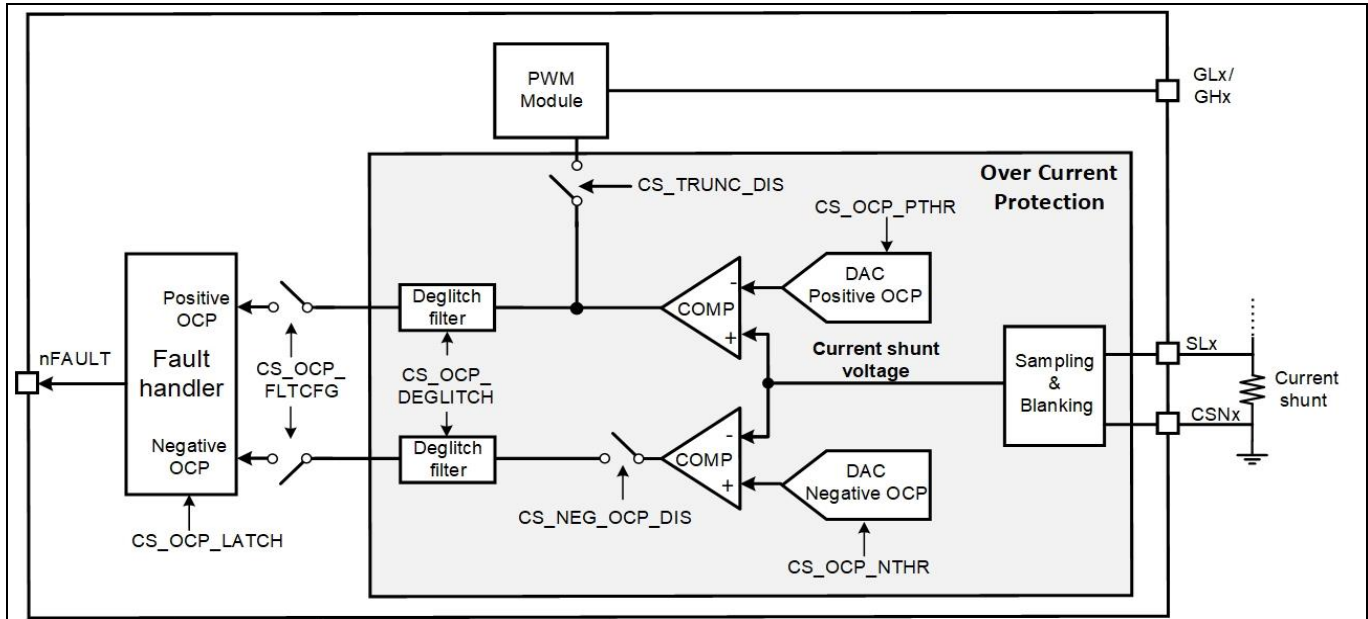 PWM
Module
GLx/
GHx
CS_TRUNC_DIS
Over Current
Protection
CS_OCP_PTHR
DAC
Positive OCP
-
COMP
+
Deglitch
filter
Positive
OCP
Fault
handler
nFAULT
CS_OCP_
FLTCFG
CS_OCP_
DEGLITCH
Current shunt
voltage
Sampling
&
Blanking
SLx
CSNx
Current
shunt
Negative
OCP
Deglitch
filter
-
COMP
+
DAC
Negative OCP
CS_NEG_OCP_DIS
CS_OCP_LATCH
CS_OCP_NTHR